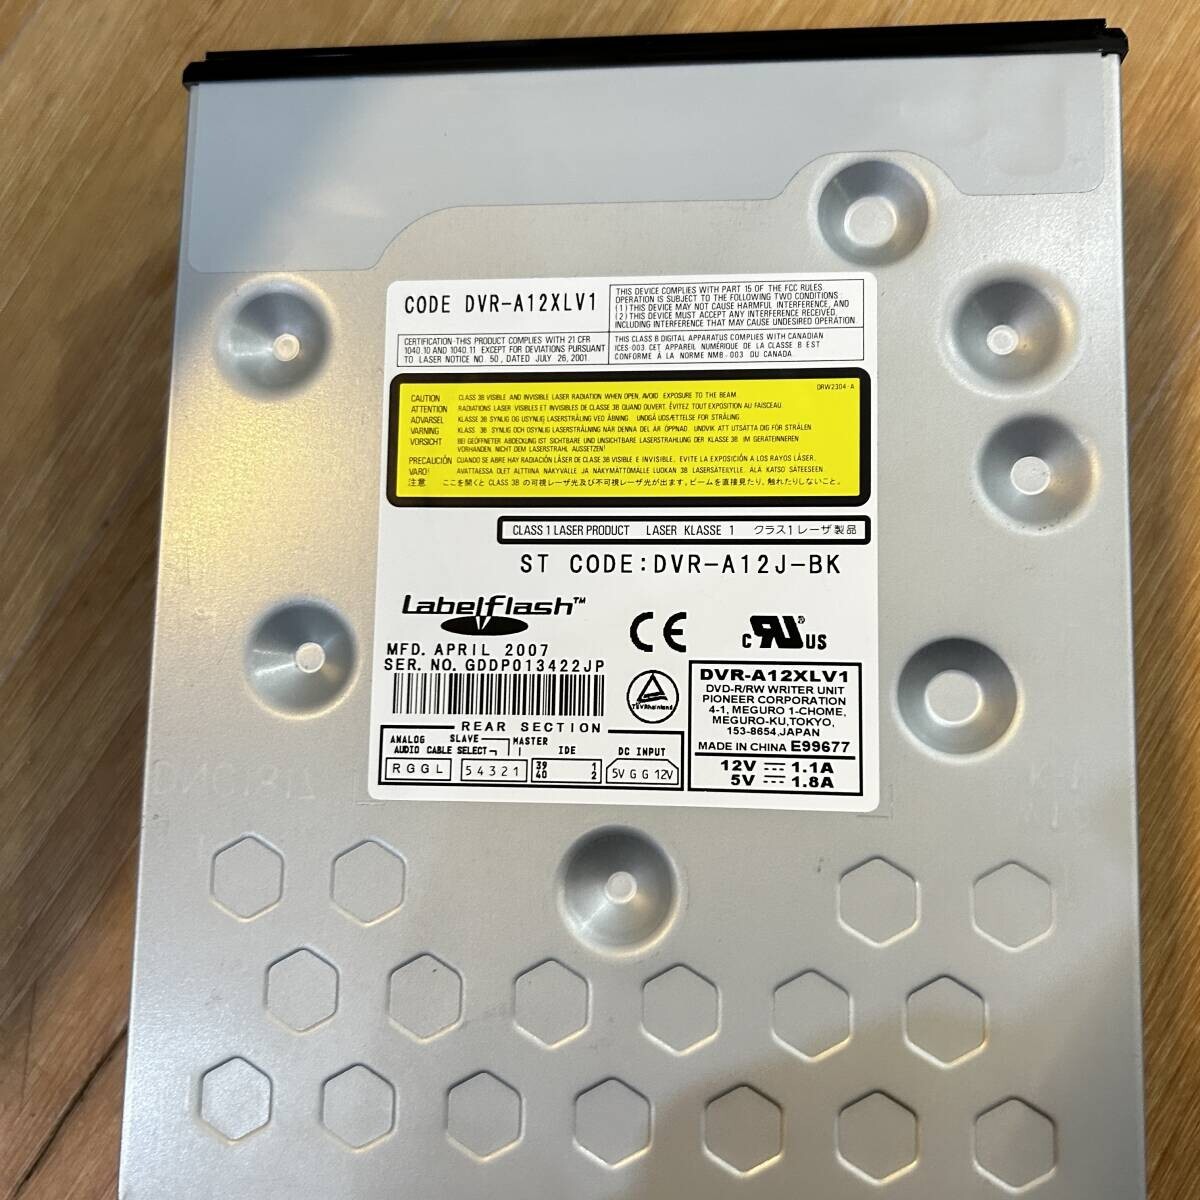 CODE DVR-A12XLV1
THIS DEVICE COMPLIES WITH PART 15 OF THE FCC RULES.
OPERATION IS SUBJECT TO THE FOLLOWING TWO CONDITIONS:
(1) THIS DEVICE MAY NOT CAUSE HARMFUL INTERFERENCE, AND
(2) THIS DEVICE MUST ACCEPT ANY INTERFERENCE RECEIVED,
INCLUDING INTERFERENCE THAT MAY CAUSE UNDESIRED OPERATION.
CERTIFICATION:THIS PRODUCT COMPLIES WITH 21 CFR
1040.10 AND 1040.11 EXCEPT FOR DEVIATIONS PURSUANT
TO LASER NOTICE NO. 50, DATED JULY 26,2001.
THIS CLASS B DIGITAL APPARATUS COMPLIES WITH CANADIAN
ICES-003. CET APPAREIL NUMÉRIQUE DE LA CLASSE B EST
CONFORME À LA NORME NMB-003 DU CANADA.
DRW2304-A
CAUTION CLASS 3B VISIBLE AND INVISIBLE LASER RADIATION WHEN OPEN, AVOID EXPOSURE TO THE BEAM.
ATTENTION RADIATIONS LASER VISIBLES ET INVISIBLES DE CLASSE 3B QUAND OUVERT. ÉVITEZ TOUT EXPOSITION AU FAISCEAU.
ADVARSEL KLASSE 3B SYNLIG OG USYNLIG LASERSTRÅLING VED ÅBNING. UNDGÅ UDSÆTTELSE FOR STRÅLING.
VARNING KLASS 3B SYNLIG OCH OSYNLIG LASERSTRÅLNING NÄR DENNA DEL ÄR ÖPPNAD. UNDVIK ATT UTSÄTTA DIG FÖR STRÅLEN.
VORSICHT BEI GEÖFFNETER ABDECKUNG IST SICHTBARE UND UNSICHTBARE LASERSTRAHLUNG DER KLASSE 3B IM GERÄTEINNEREN
VORHANDEN. NICHT DEM LASERSTRAHL AUSSETZEN!
PRECAUCIÓN CUANDO SE ABRE HAY RADIACIÓN LÁSER DE CLASE 3B VISIBLE E INVISIBLE. EVITE LA EXPOSICIÓN A LOS RAYOS LÁSER.
VARO! AVATTAESSA OLET ALTTIINA NÄKYVÄLLE JA NÄKYMÄTTÖMÄLLE LUOKAN 3B LASERSÄTEILYLLE. ÄLÄ KATSO SÄTEESEEN
注意 ここを開くと CLASS 3B の可視レーザ光及び不可視レーザ光が出ます。ビームを直接見たり、触れたりしないこと。
CLASS 1 LASER PRODUCT LASER KLASSE 1 クラス1レーザ製品
ST CODE:DVR-A12J-BK
Labelflash™
CE
c RU® US
MFD. APRIL 2007
SER. NO. GDDP013422JP
TÜVRheinland
DVR-A12XLV1
DVD-R/RW WRITER UNIT
PIONEER CORPORATION
4-1, MEGURO 1-CHOME,
MEGURO-KU,TOKYO,
153-8654,JAPAN
MADE IN CHINA E99677
12V 1.1A
5V 1.8A
REAR SECTION
ANALOG AUDIO
SLAVE CABLE SELECT MASTER
IDE
DC INPUT
R G G L
5 4 3 2 1
39 1
40 2
5V G G 12V